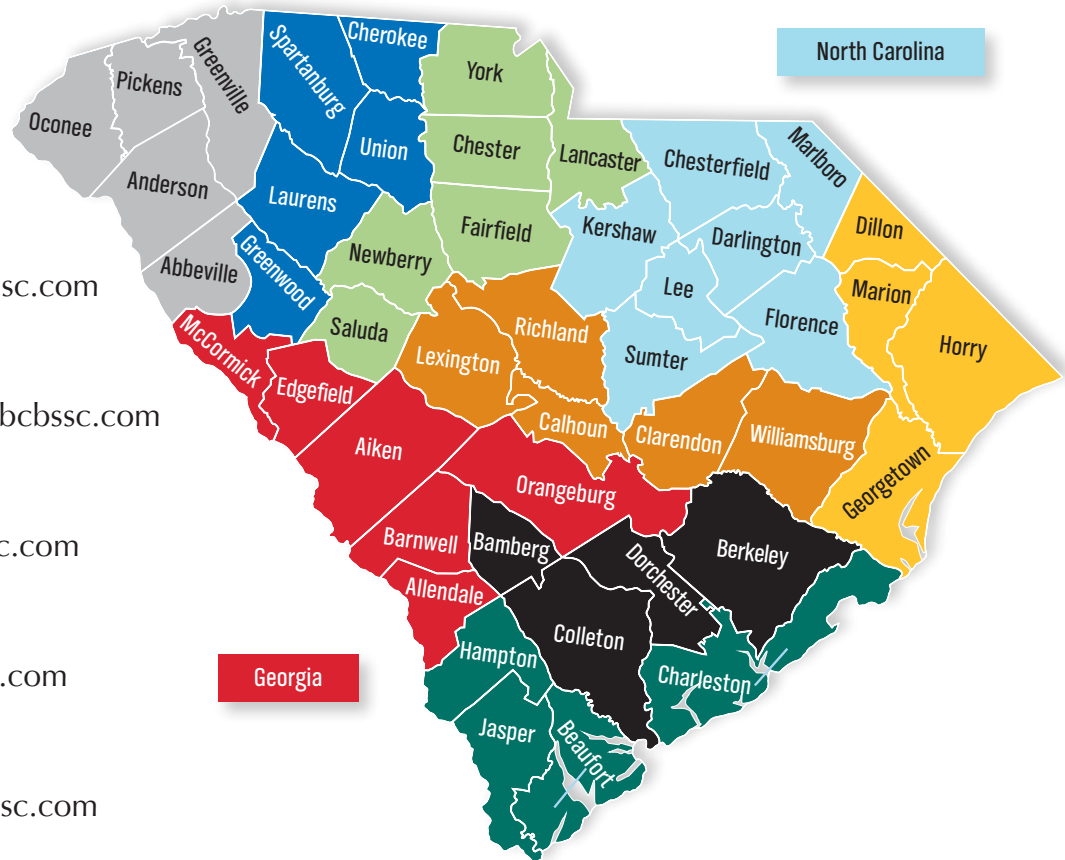 Cherokee
Spartanburg
Greenville
York
North Carolina
Pickens
Oconee
Union
Chester
Lancaster
Chesterfield
Marlboro
Anderson
Laurens
Fairfield
Kershaw
Darlington
Dillon
Abbeville
Greenwood
Newberry
Lee
Marion
sc.com
McCormick
Saluda
Richland
Florence
Horry
Lexington
Sumter
Edgefield
bcbssc.com
Aiken
Calhoun
Clarendon
Williamsburg
Orangeburg
Georgetown
c.com
Barnwell
Bamberg
Dorchester
Berkeley
Allendale
Colleton
Hampton
.com
Georgia
Charleston
Jasper
Beaufort
sc.com